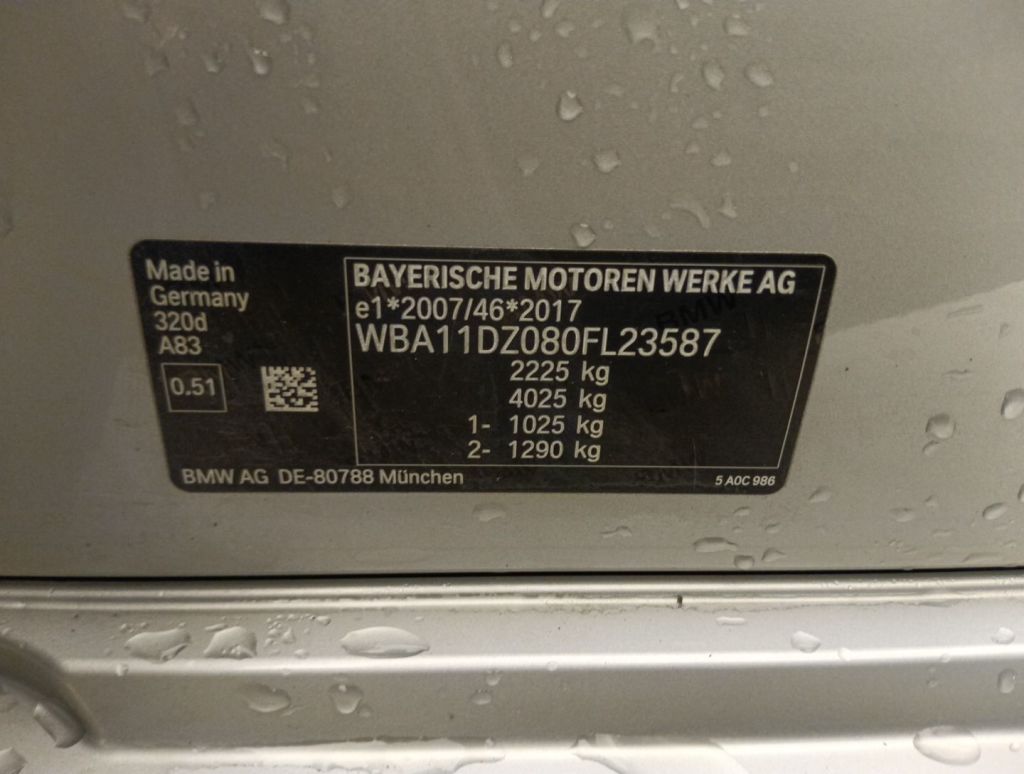 Made in
Germany
320d
A83
0.51
BAYERISCHE MOTOREN WERKE AG
e1*2007/46*2017
WBA11DZ080FL23587
2225 kg
4025 kg
1- 1025 kg
2- 1290 kg
BMW AG DE-80788 München
5 A0C 986